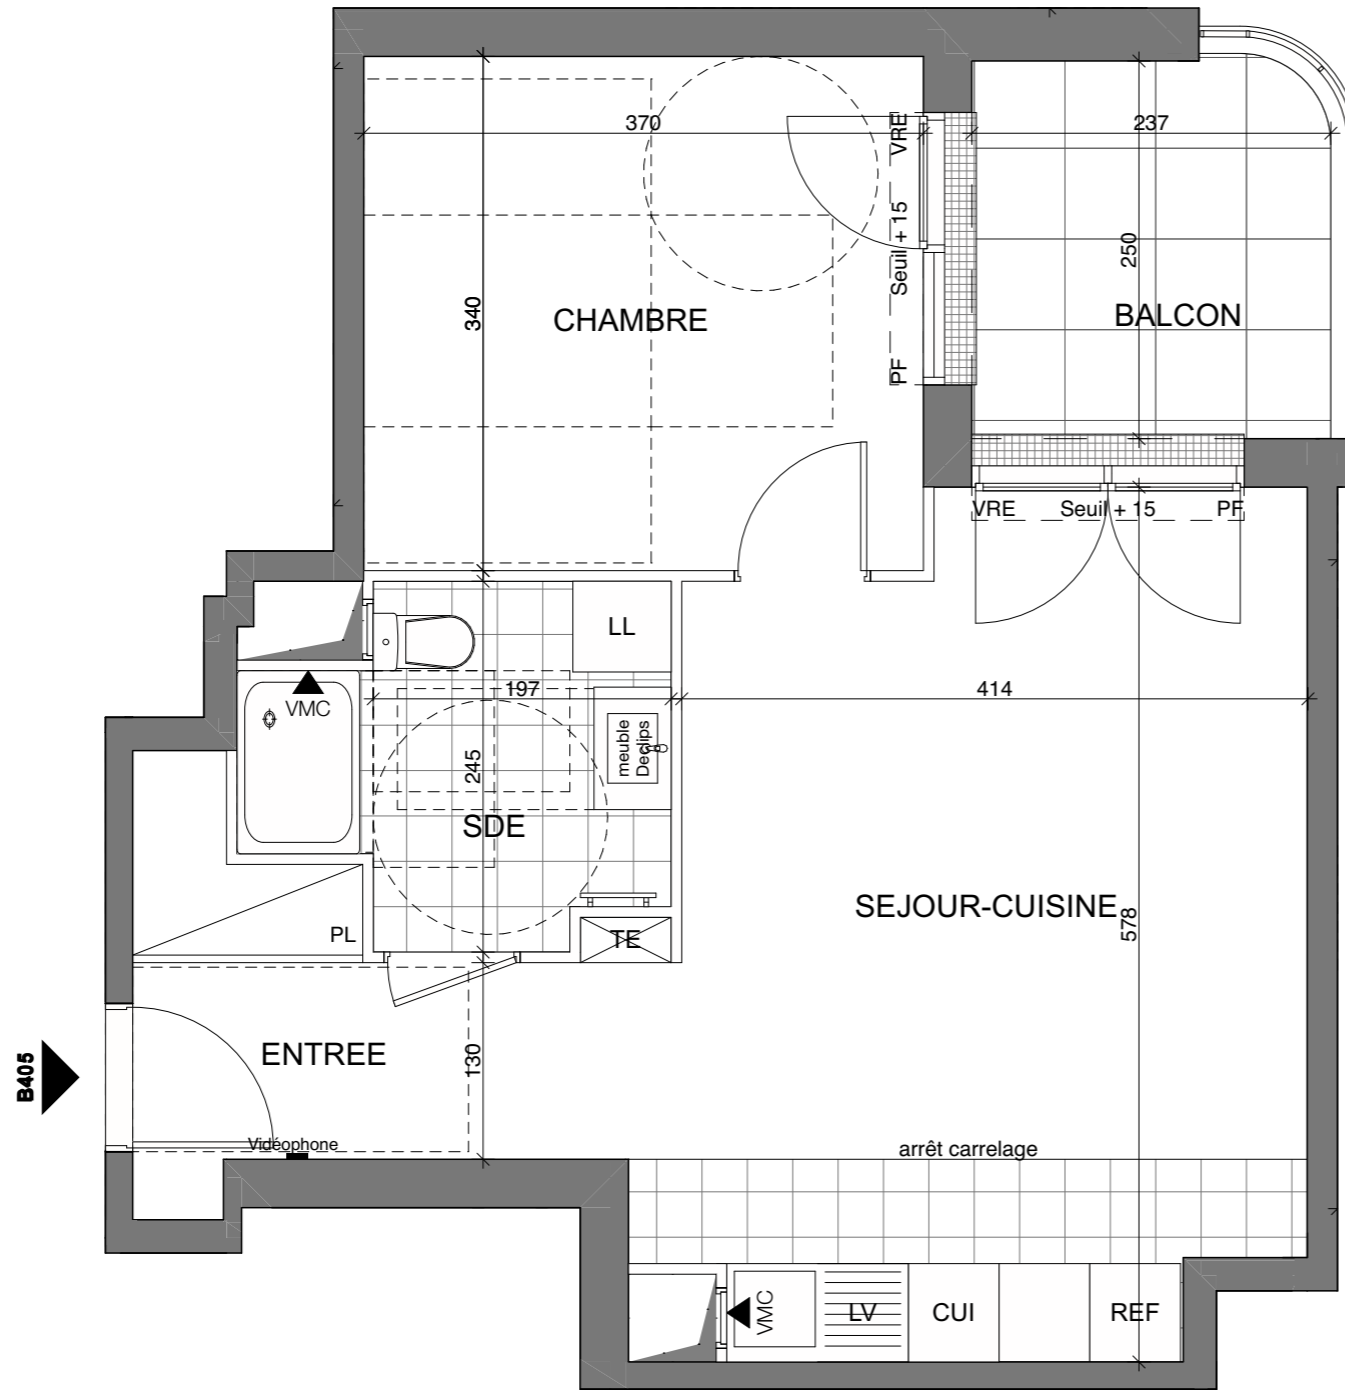 370
237
VRE
Seuil + 15
PF
250
340
CHAMBRE
BALCON
VRE
Seuil + 15
PF
LL
VMC
197
414
meuble
Declips
245
SDE
SEJOUR-CUISINE
578
PL
TE
ENTREE
130
B405
Vidéophone
arrêt carrelage
VMC
LV
CUI
REF